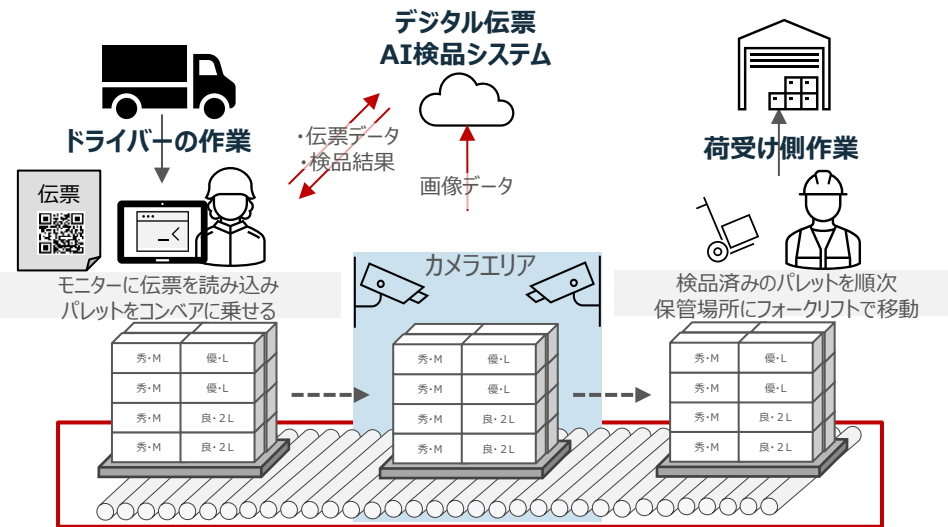 デジタル伝票
AI検品システム
ドライバーの作業
・伝票データ
・検品結果
画像データ
荷受け側作業
伝票
モニターに伝票を読み込み
パレットをコンベアに乗せる
カメラエリア
検品済みのパレットを順次
保管場所にフォークリフトで移動
秀・M 優・L
秀・M 優・L
秀・M 良・2L
秀・M 良・2L
秀・M 優・L
秀・M 優・L
秀・M 良・2L
秀・M 良・2L
秀・M 優・L
秀・M 優・L
秀・M 良・2L
秀・M 良・2L